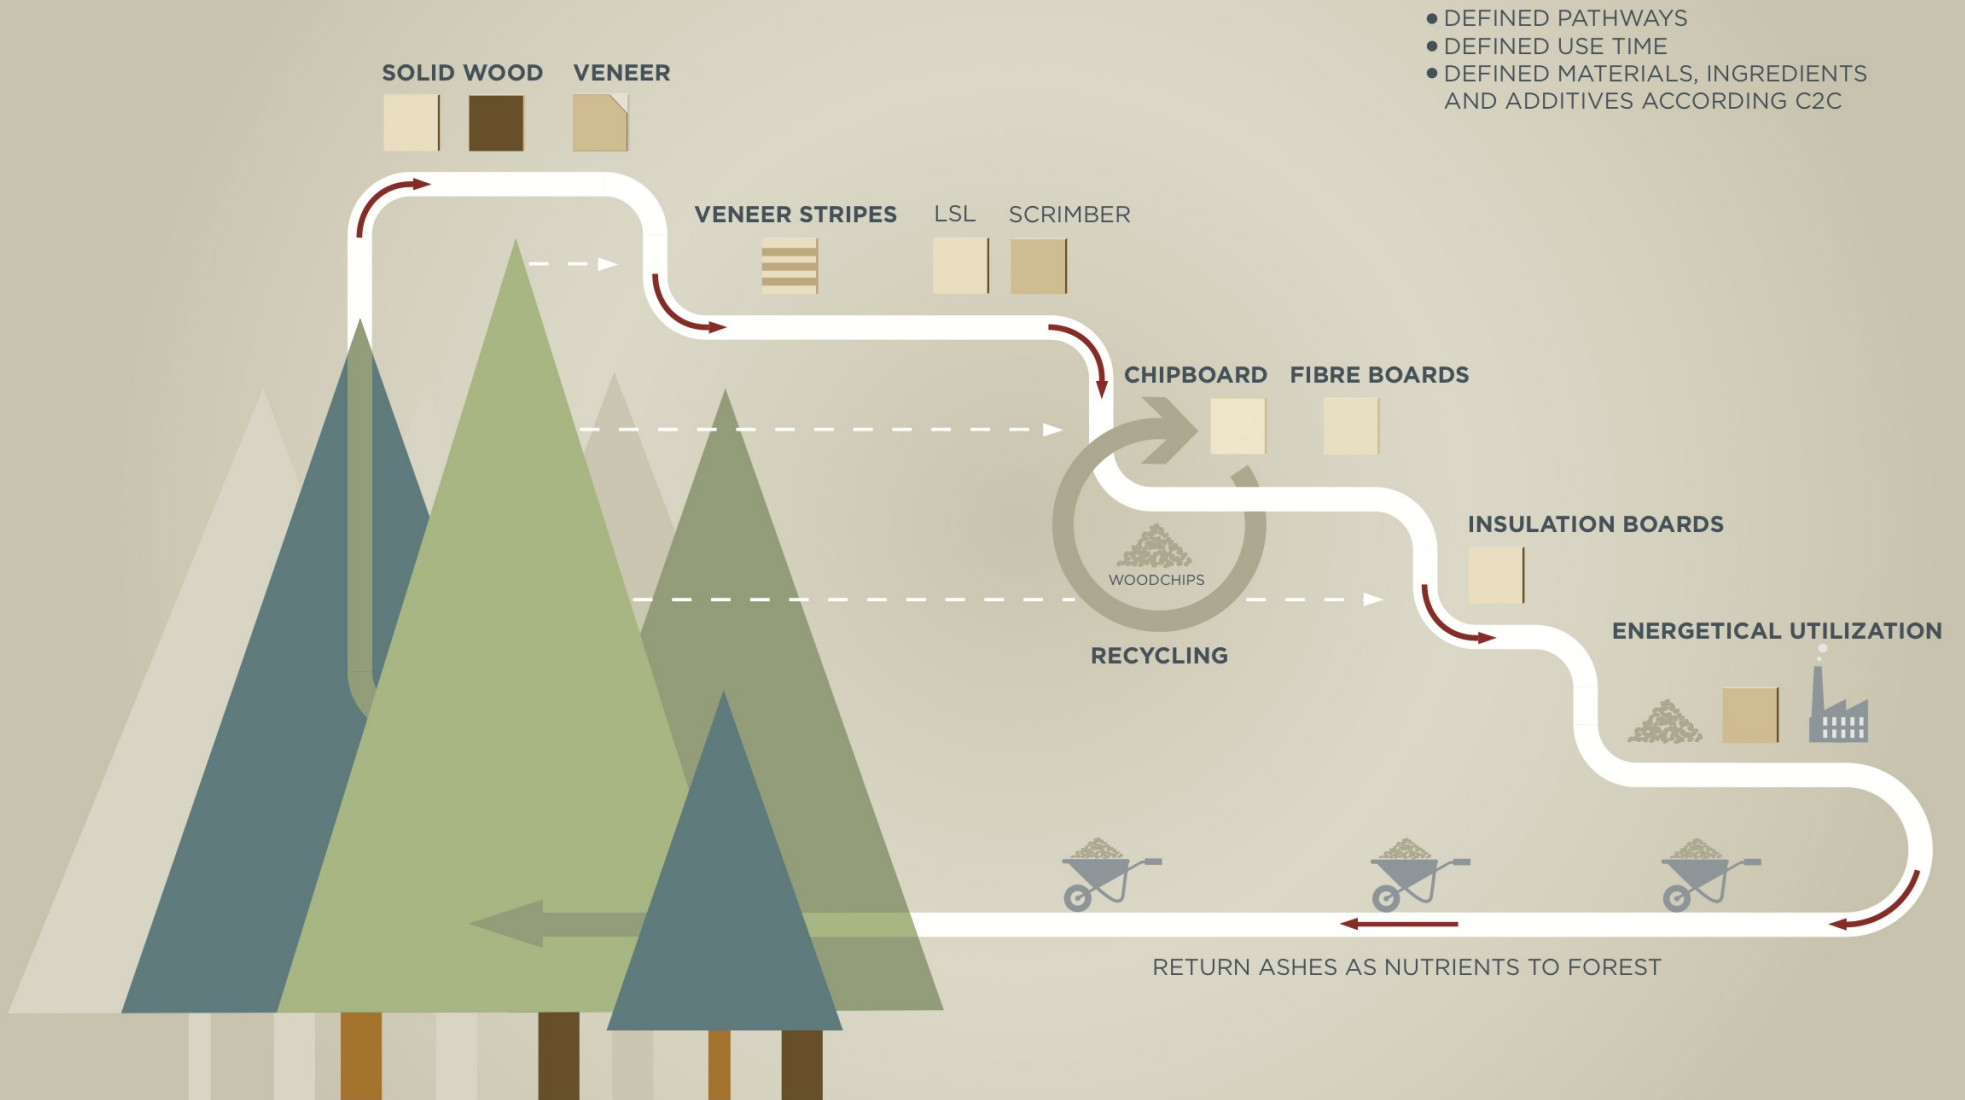 ● DEFINED PATHWAYS
● DEFINED USE TIME
● DEFINED MATERIALS, INGREDIENTS
AND ADDITIVES ACCORDING C2C
SOLID WOOD
VENEER
VENEER STRIPES
LSL
SCRIMBER
CHIPBOARD
FIBRE BOARDS
INSULATION BOARDS
WOODCHIPS
ENERGETICAL UTILIZATION
RECYCLING
RETURN ASHES AS NUTRIENTS TO FOREST